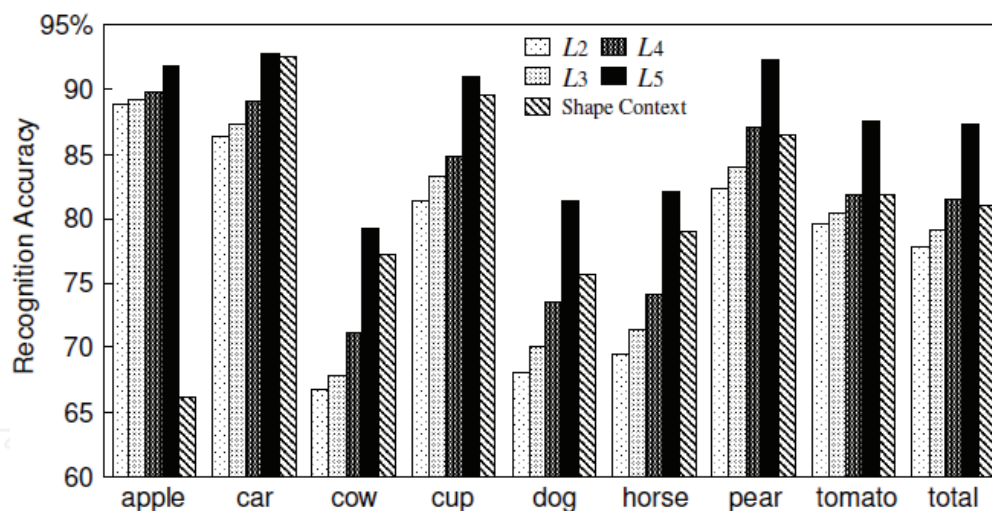 95%
90
85
80
75
70
65
60
Recognition Accuracy
L2 L4
L3 L5
Shape Context
apple car cow cup dog horse pear tomato total